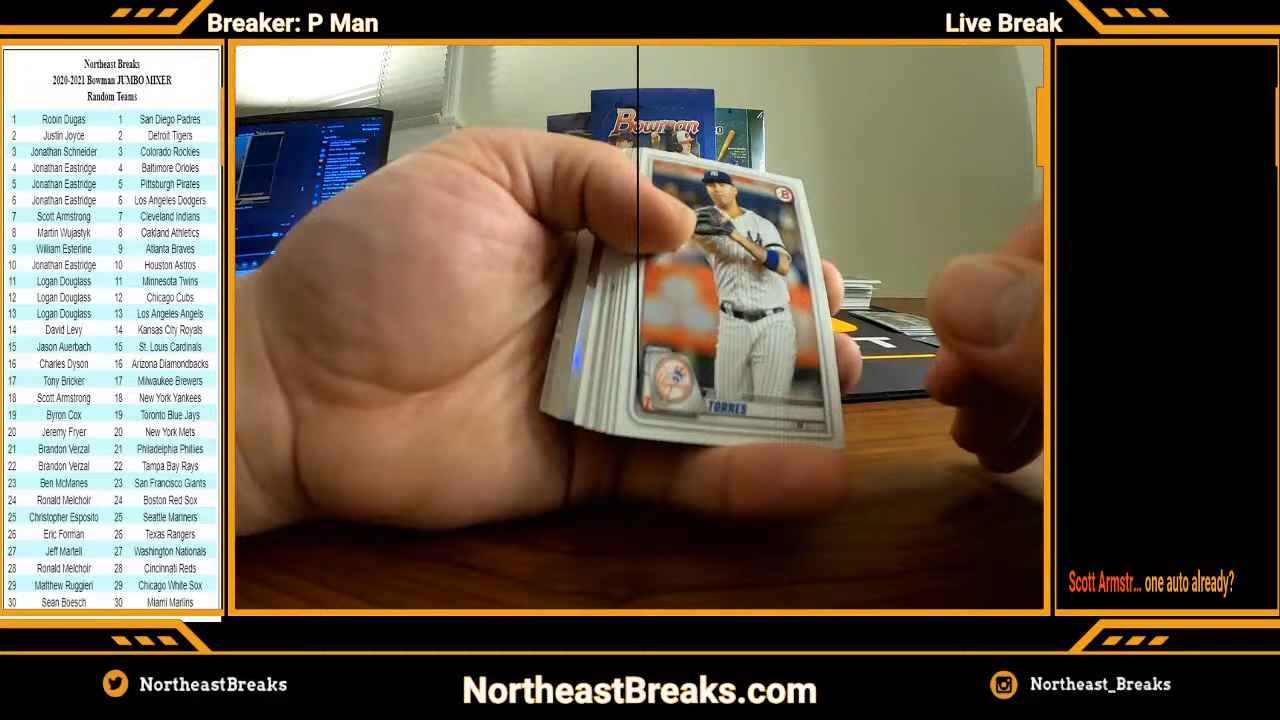 Breaker: P Man
Live Break
Northeast Breaks
2020-2021 Bowman JUMBO MIXER
Random Teams
1 Robin Dugas 1 San Diego Padres
2 Justin Joyce 2 Detroit Tigers
3 Jonathan Schneider 3 Colorado Rockies
4 Jonathan Eastridge 4 Baltimore Orioles
5 Jonathan Eastridge 5 Pittsburgh Pirates
6 Jonathan Eastridge 6 Los Angeles Dodgers
7 Scott Armstrong 7 Cleveland Indians
8 Martin Wujastyk 8 Oakland Athletics
9 William Esterline 9 Atlanta Braves
10 Jonathan Eastridge 10 Houston Astros
11 Logan Douglass 11 Minnesota Twins
12 Logan Douglass 12 Chicago Cubs
13 Logan Douglass 13 Los Angeles Angels
14 David Levy 14 Kansas City Royals
15 Jason Auerbach 15 St. Louis Cardinals
16 Charles Dyson 16 Arizona Diamondbacks
17 Tony Bricker 17 Milwaukee Brewers
18 Scott Armstrong 18 New York Yankees
19 Byron Cox 19 Toronto Blue Jays
20 Jeremy Fryer 20 New York Mets
21 Brandon Verzal 21 Philadelphia Phillies
22 Brandon Verzal 22 Tampa Bay Rays
23 Ben McManes 23 San Francisco Giants
24 Ronald Melchoir 24 Boston Red Sox
25 Christopher Esposito 25 Seattle Mariners
26 Eric Forman 26 Texas Rangers
27 Jeff Martell 27 Washington Nationals
28 Ronald Melchoir 28 Cincinnati Reds
29 Matthew Ruggieri 29 Chicago White Sox
30 Sean Boesch 30 Miami Marlins
Bowman
B
TORRES
Scott Armstr... one auto already?
NortheastBreaks
NortheastBreaks.com
Northeast_Breaks